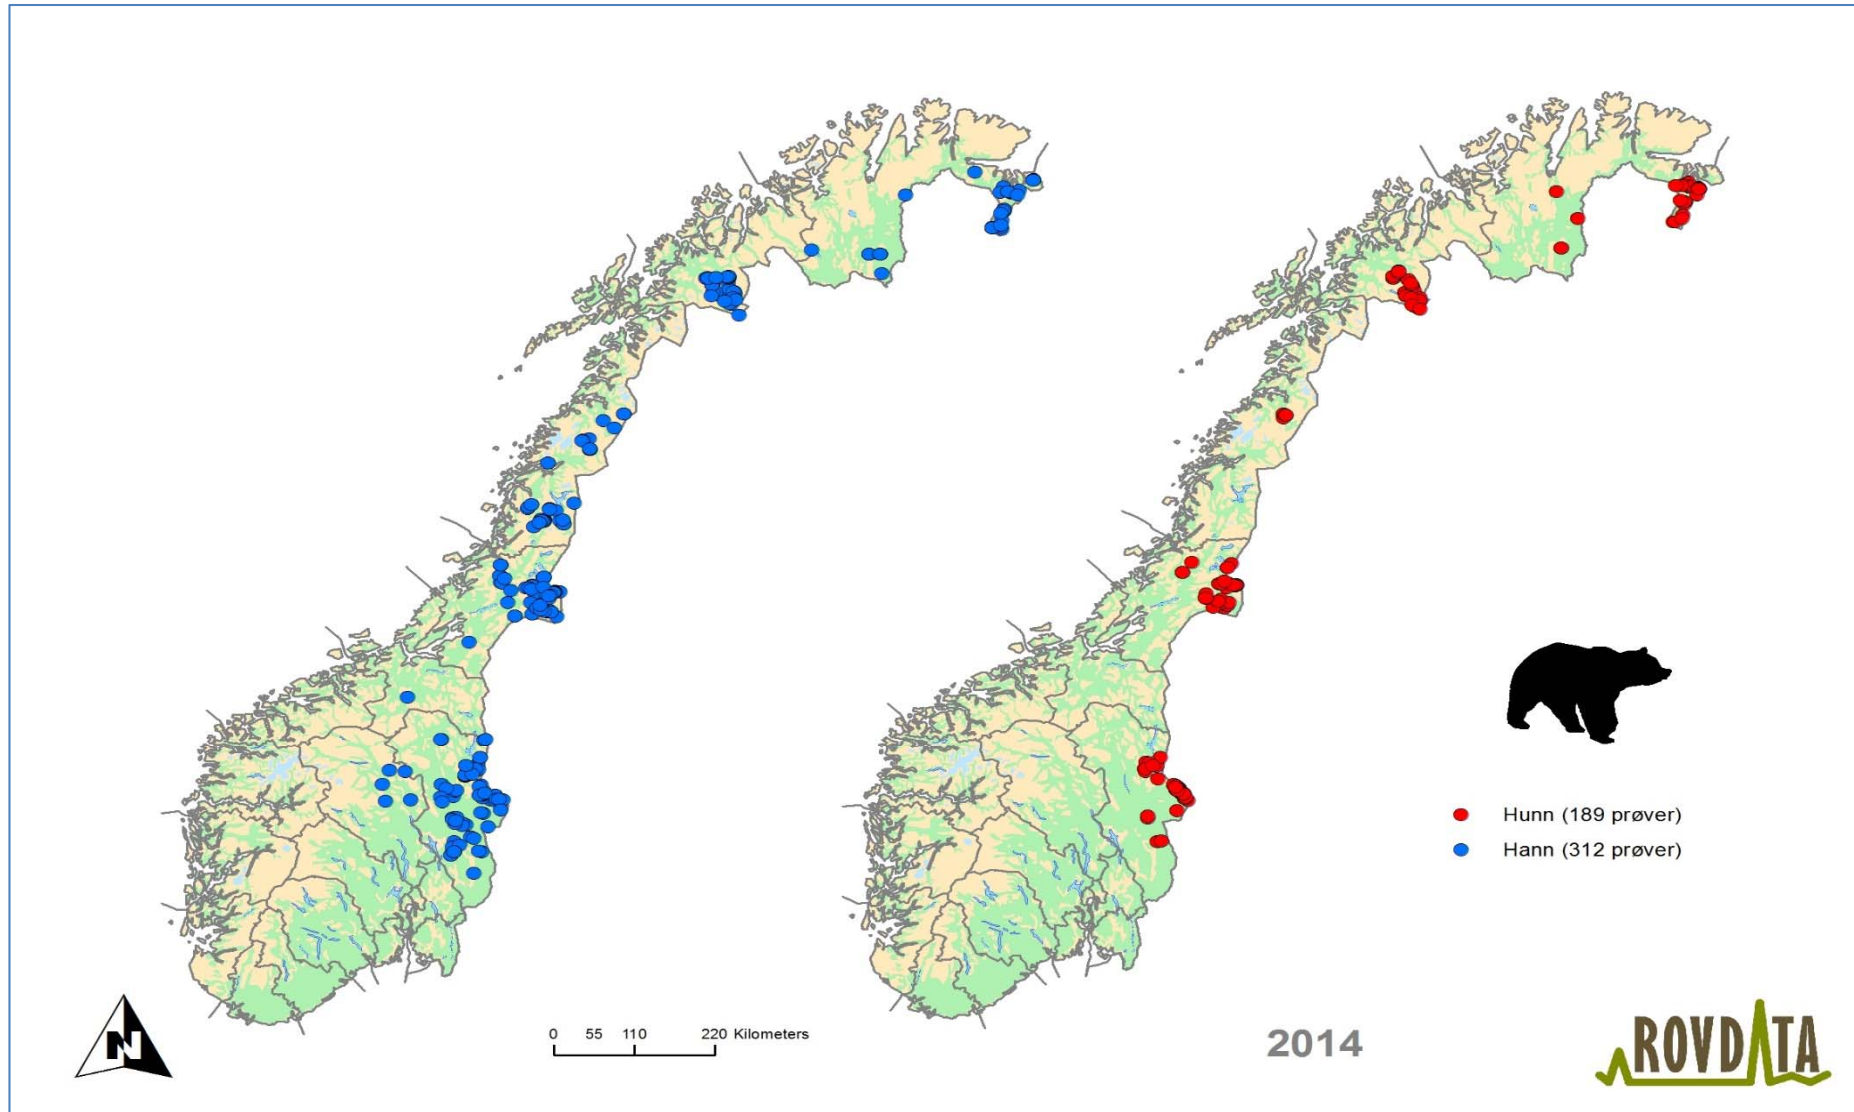 Hunn (189 prøver)
Hann (312 prøver)
N
0 55 110 220 Kilometers
2014
ROVDATA